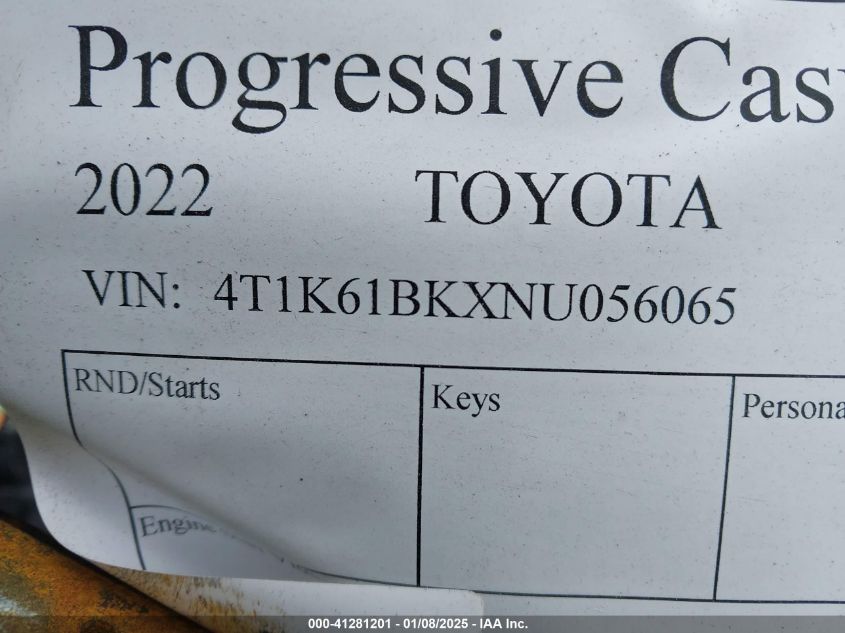 Progressive Cas
2022 TOYOTA
VIN: 4T1K61BKXNU056065
RND/Starts Keys Persona
Engine
000-41281201 - 01/08/2025 - IAA Inc.